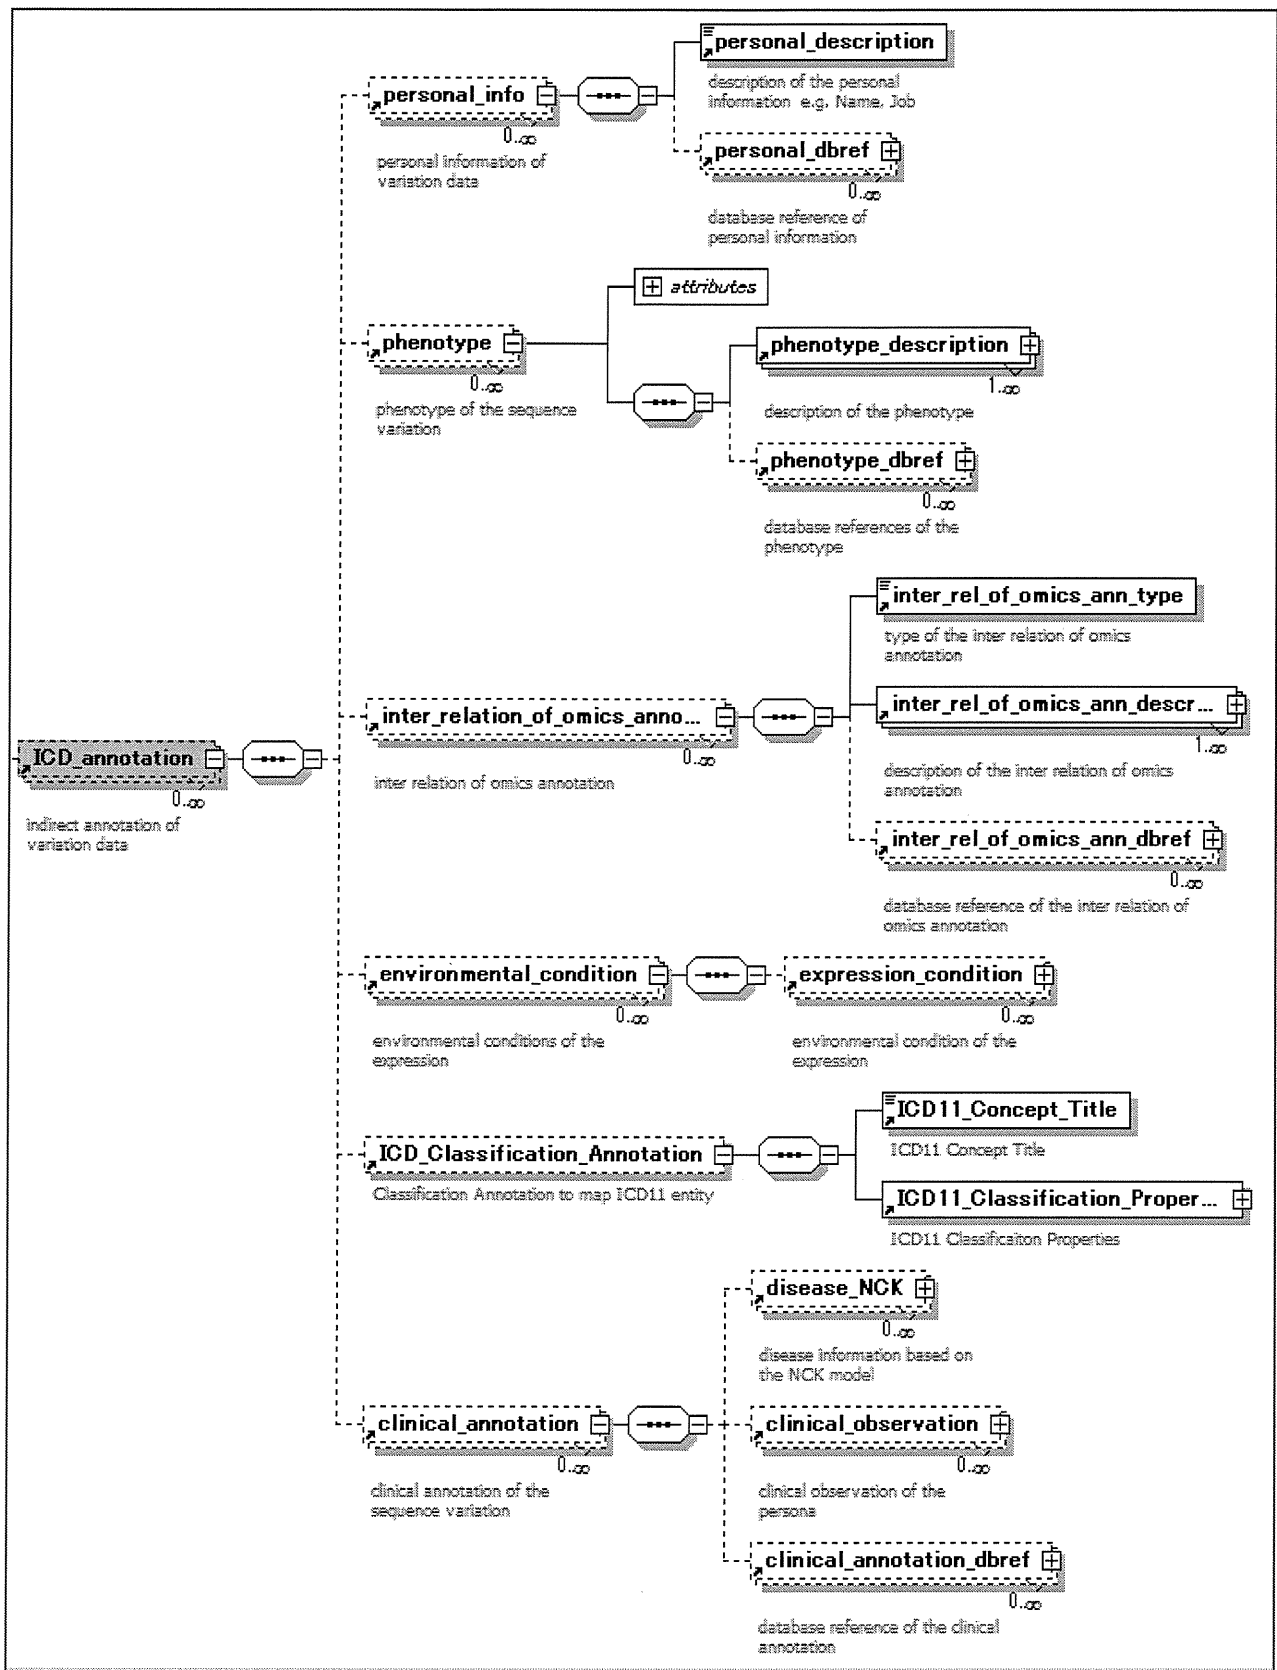 personal_description
description of the personal
information e.g, Name, Job
personal_info
0..∞
personal information of
variation data
personal_dbref
0..∞
database reference of
personal information
attributes
phenotype
0..∞
phenotype of the sequence
variation
phenotype_description
1..∞
description of the phenotype
phenotype_dbref
0..∞
database references of the
phenotype
inter_rel_of_omics_ann_type
type of the inter relation of omics
annotation
inter_relation_of_omics_anno...
0..∞
inter relation of omics annotation
inter_rel_of_omics_ann_descr...
1..∞
description of the inter relation of omics
annotation
ICD_annotation
0..∞
indirect annotation of
variation data
inter_rel_of_omics_ann_dbref
0..∞
database reference of the inter relation of
omics annotation
environmental_condition
0..∞
environmental conditions of the
expression
expression_condition
0..∞
environmental condition of the
expression
ICD11_Concept_Title
ICD11 Concept Title
ICD_Classification_Annotation
Classification Annotation to map ICD11 entity
ICD11_Classification_Proper...
ICD11 Classificaiton Properties
disease_NCK
0..∞
disease information based on
the NCK model
clinical_annotation
0..∞
clinical annotation of the
sequence variation
clinical_observation
0..∞
clinical observation of the
persona
clinical_annotation_dbref
0..∞
database reference of the clinical
annotation